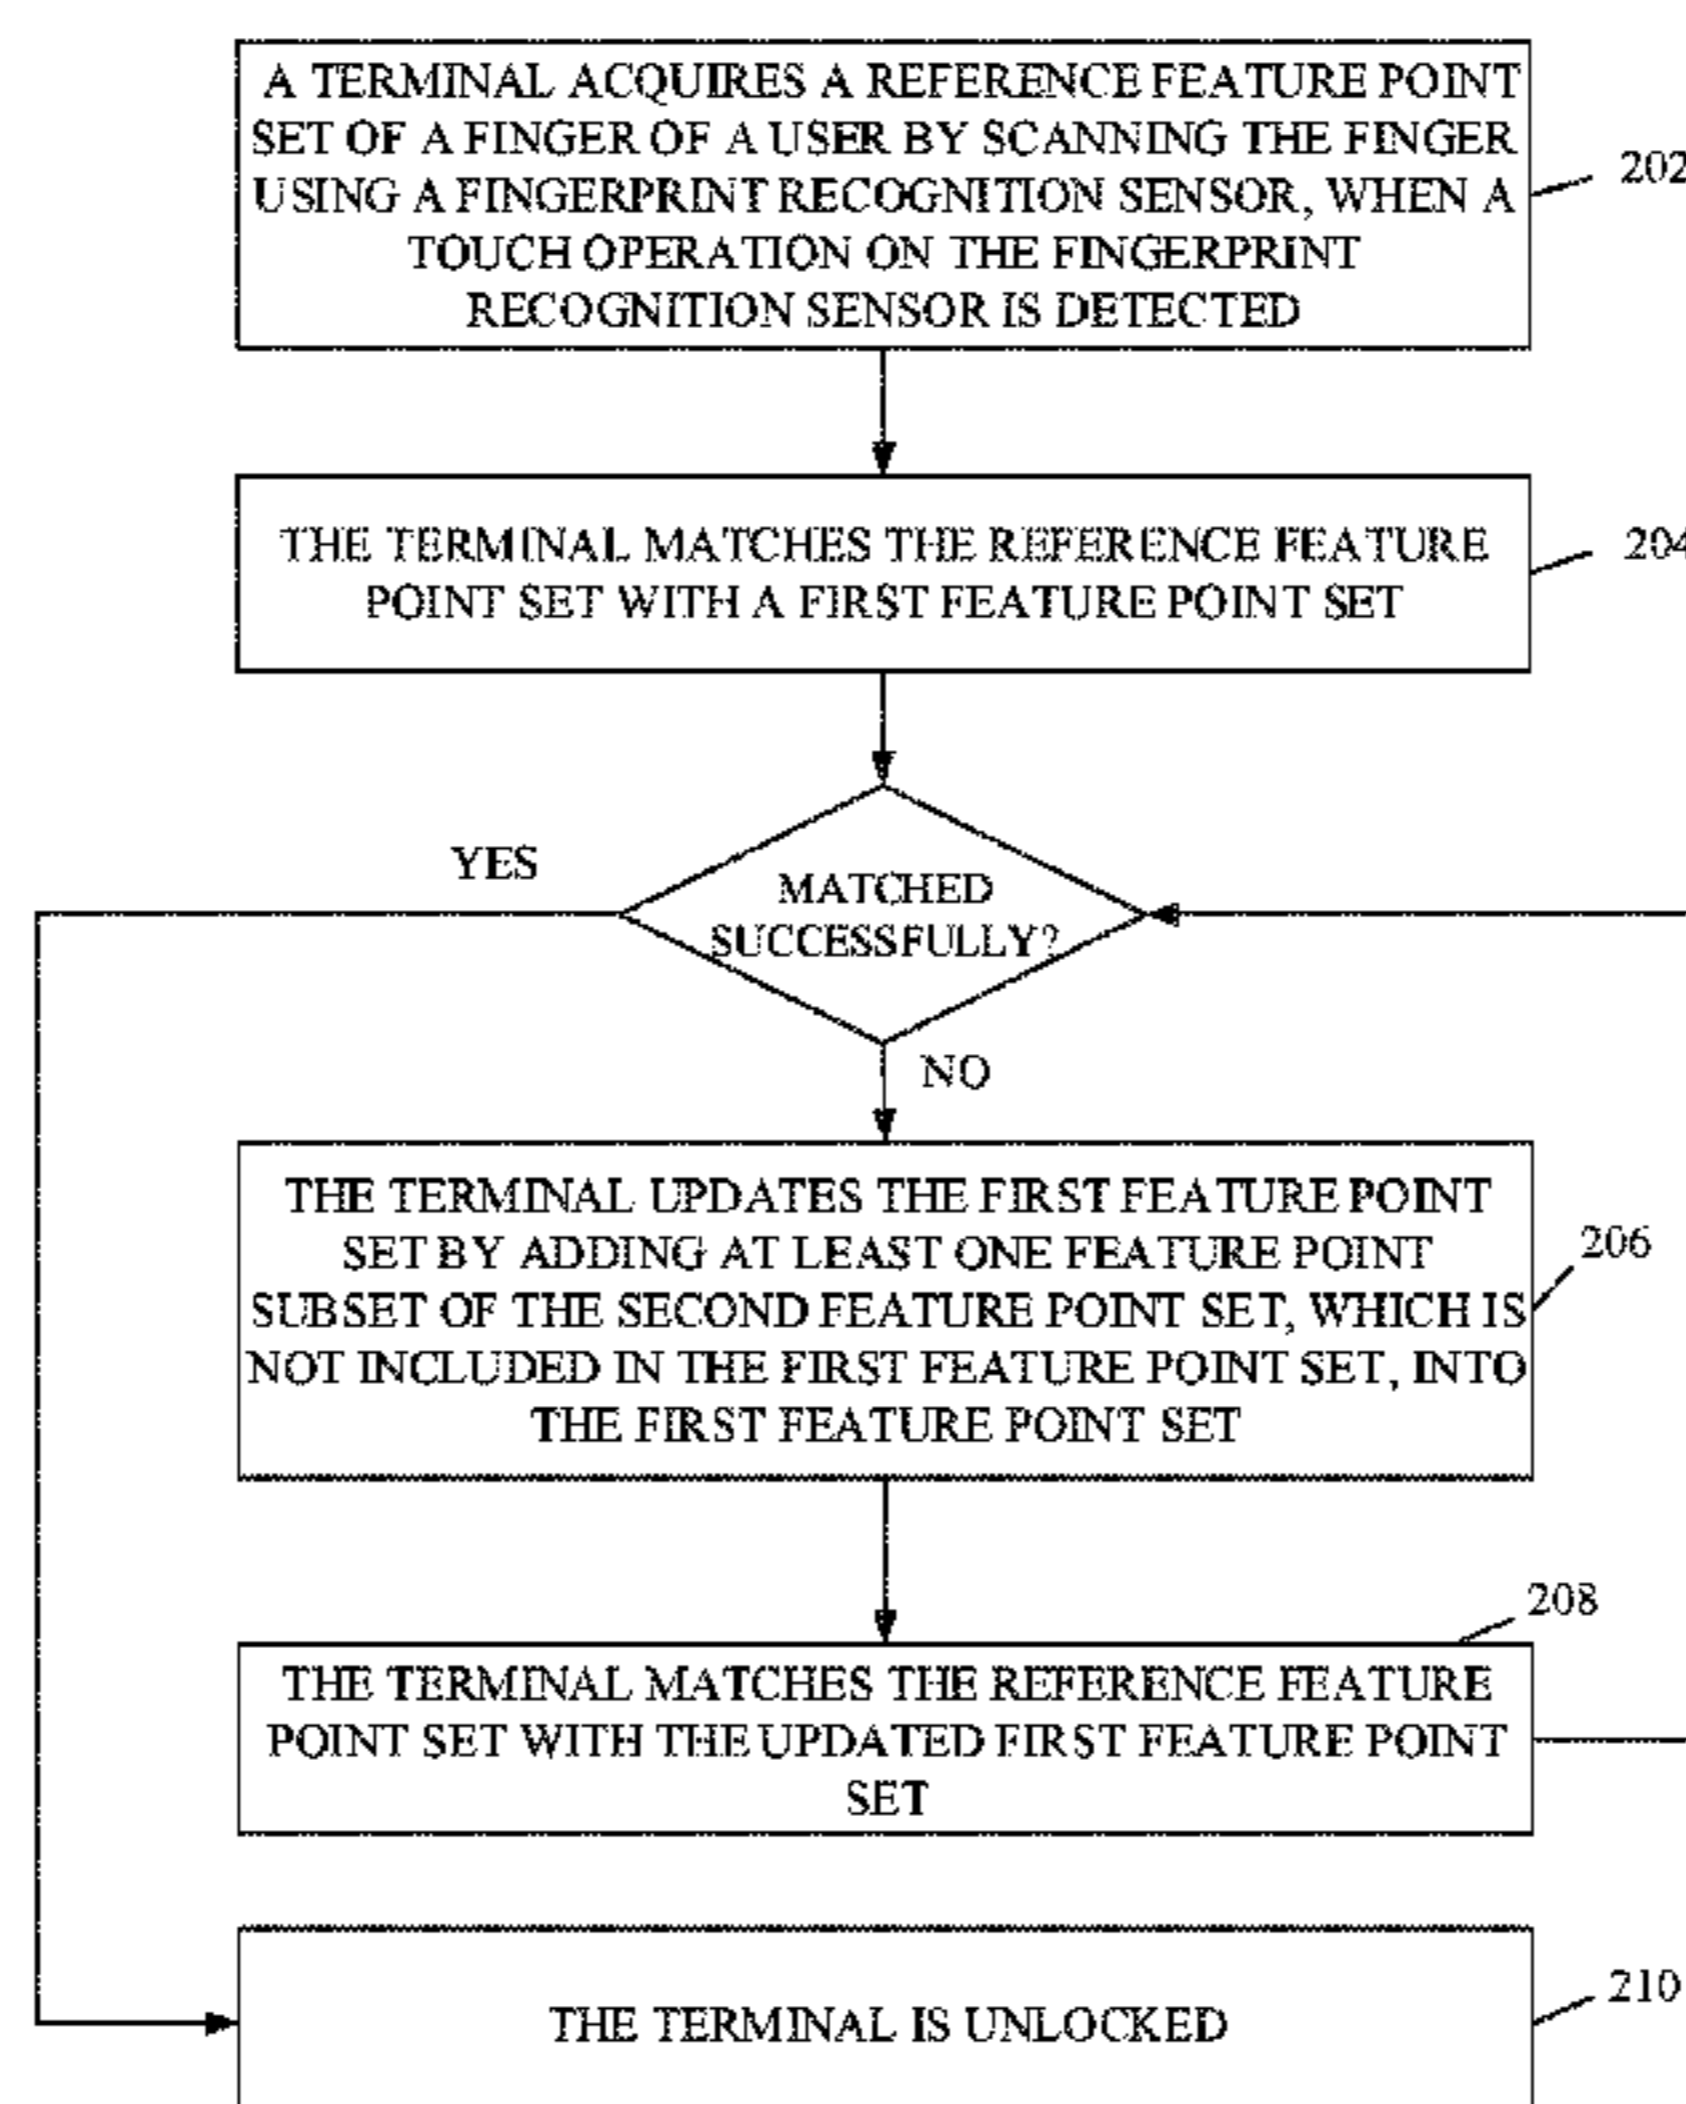 A TERMINAL ACQUIRES A REFERENCE FEATURE POINT
SET OF A FINGER OF A USER BY SCANNING THE FINGER
USING A FINGERPRINT RECOGNITION SENSOR, WHEN A
TOUCH OPERATION ON THE FINGERPRINT
RECOGNITION SENSOR IS DETECTED
202
THE TERMINAL MATCHES THE REFERENCE FEATURE
POINT SET WITH A FIRST FEATURE POINT SET
204
YES
MATCHED
SUCCESSFULLY?
NO
THE TERMINAL UPDATES THE FIRST FEATURE POINT
SET BY ADDING AT LEAST ONE FEATURE POINT
SUBSET OF THE SECOND FEATURE POINT SET, WHICH IS
NOT INCLUDED IN THE FIRST FEATURE POINT SET, INTO
THE FIRST FEATURE POINT SET
206
208
THE TERMINAL MATCHES THE REFERENCE FEATURE
POINT SET WITH THE UPDATED FIRST FEATURE POINT
SET
THE TERMINAL IS UNLOCKED
210